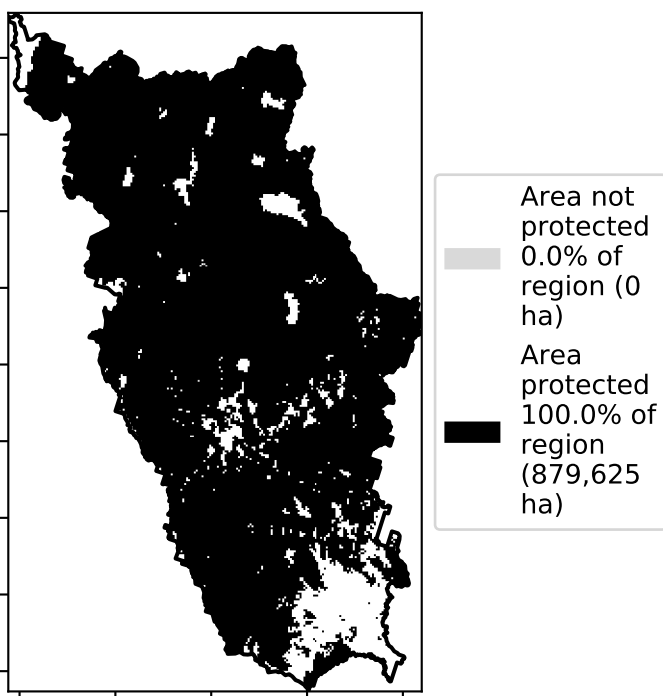 Area not
protected
0.0% of
region (0
ha)
Area
protected
100.0% of
region
(879,625
ha)